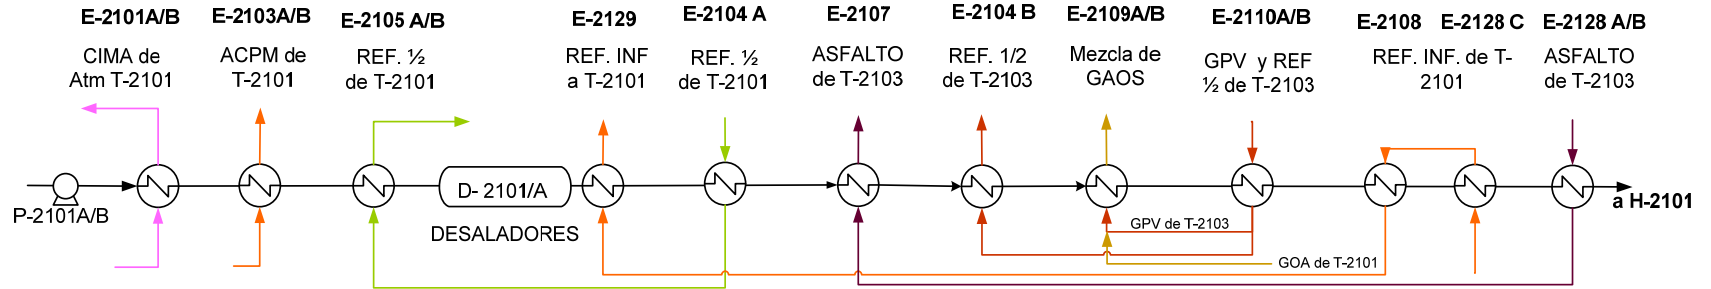 E-2101A/B
CIMA de
Atm T-2101
E-2103A/B
ACPM de
T-2101
E-2105 A/B
REF. ½
de T-2101
E-2129
REF. INF
a T-2101
E-2104 A
REF. ½
de T-2101
E-2107
ASFALTO
de T-2103
E-2104 B
REF. 1/2
de T-2103
E-2109A/B
Mezcla de
GAOS
E-2110A/B
GPV y REF
½ de T-2103
E-2108
E-2128 C
REF. INF. de T-
2101
E-2128 A/B
ASFALTO
de T-2103
P-2101A/B
D- 2101/A
DESALADORES
GPV de T-2103
GOA de T-2101
a H-2101